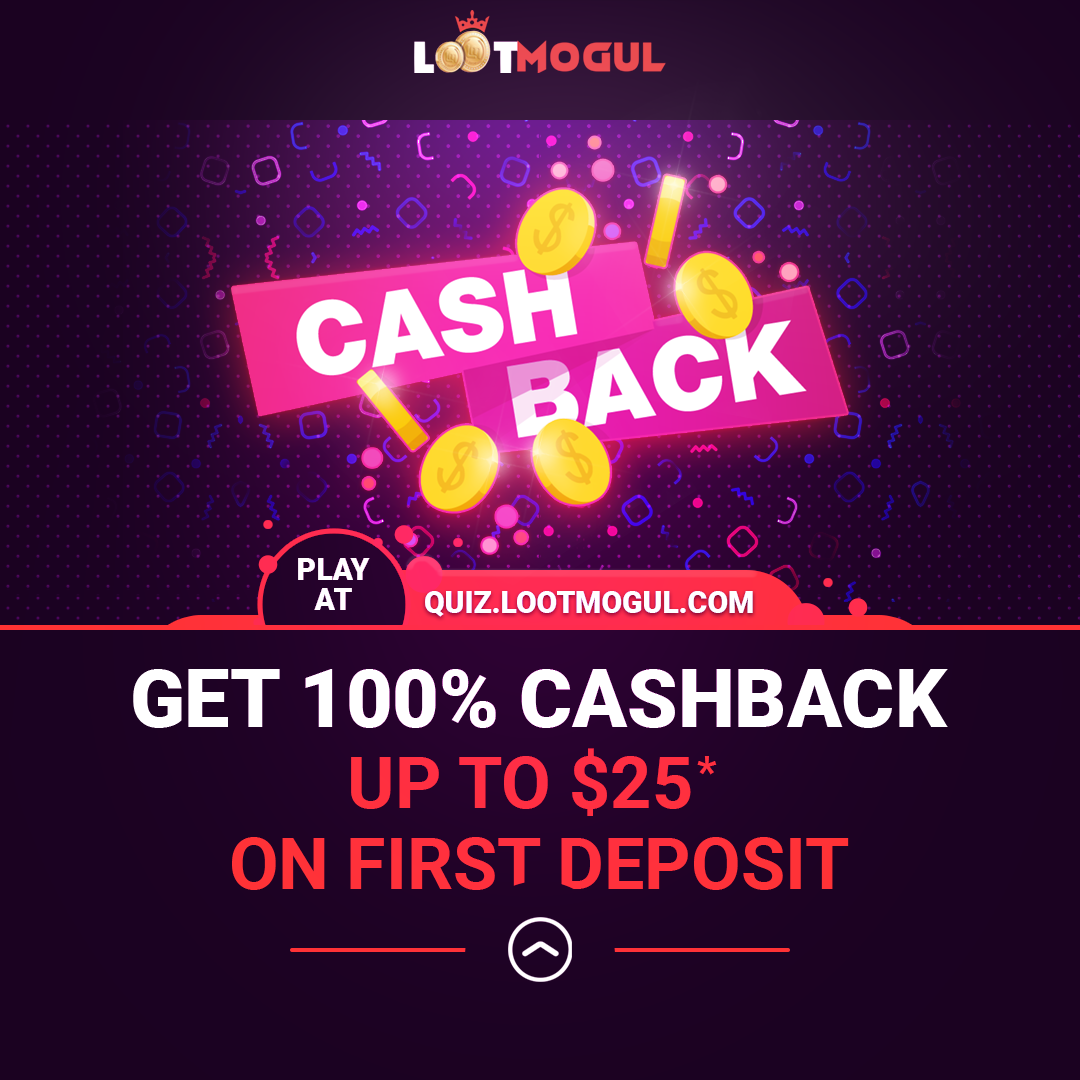 LOOTMOGUL
CASH
BACK
PLAY
AT
QUIZ.LOOTMOGUL.COM
GET 100% CASHBACK
UP TO $25*
ON FIRST DEPOSIT